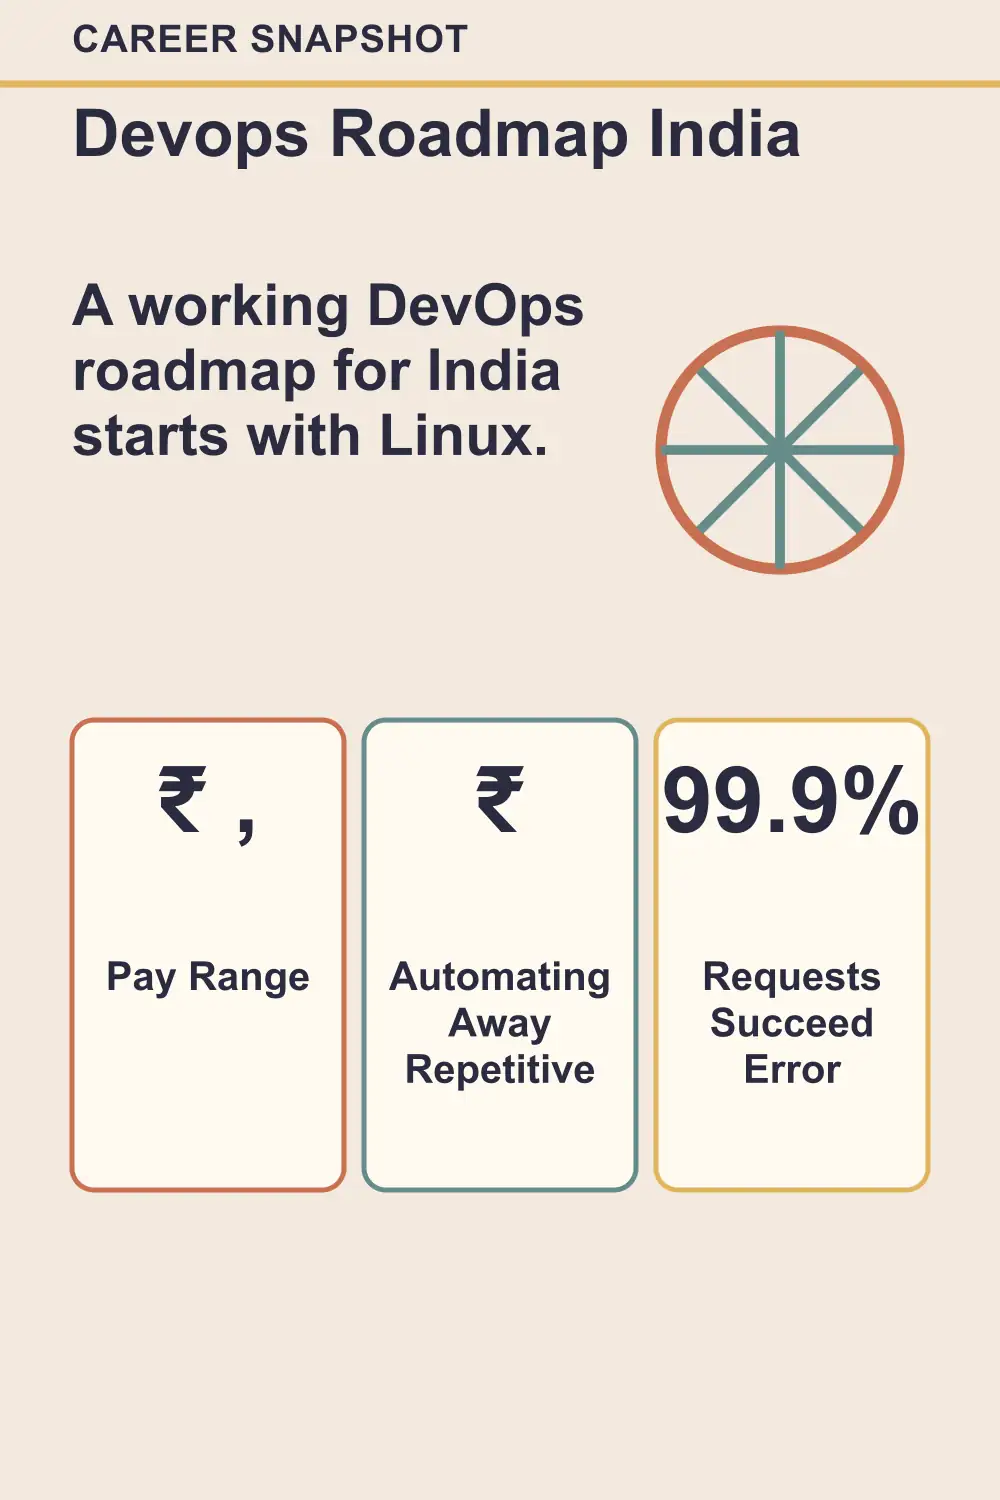 CAREER SNAPSHOT
Devops Roadmap India
A working DevOps
roadmap for India
starts with Linux.
₹ ,
Pay Range
₹
Automating
Away
Repetitive
99.9%
Requests
Succeed
Error